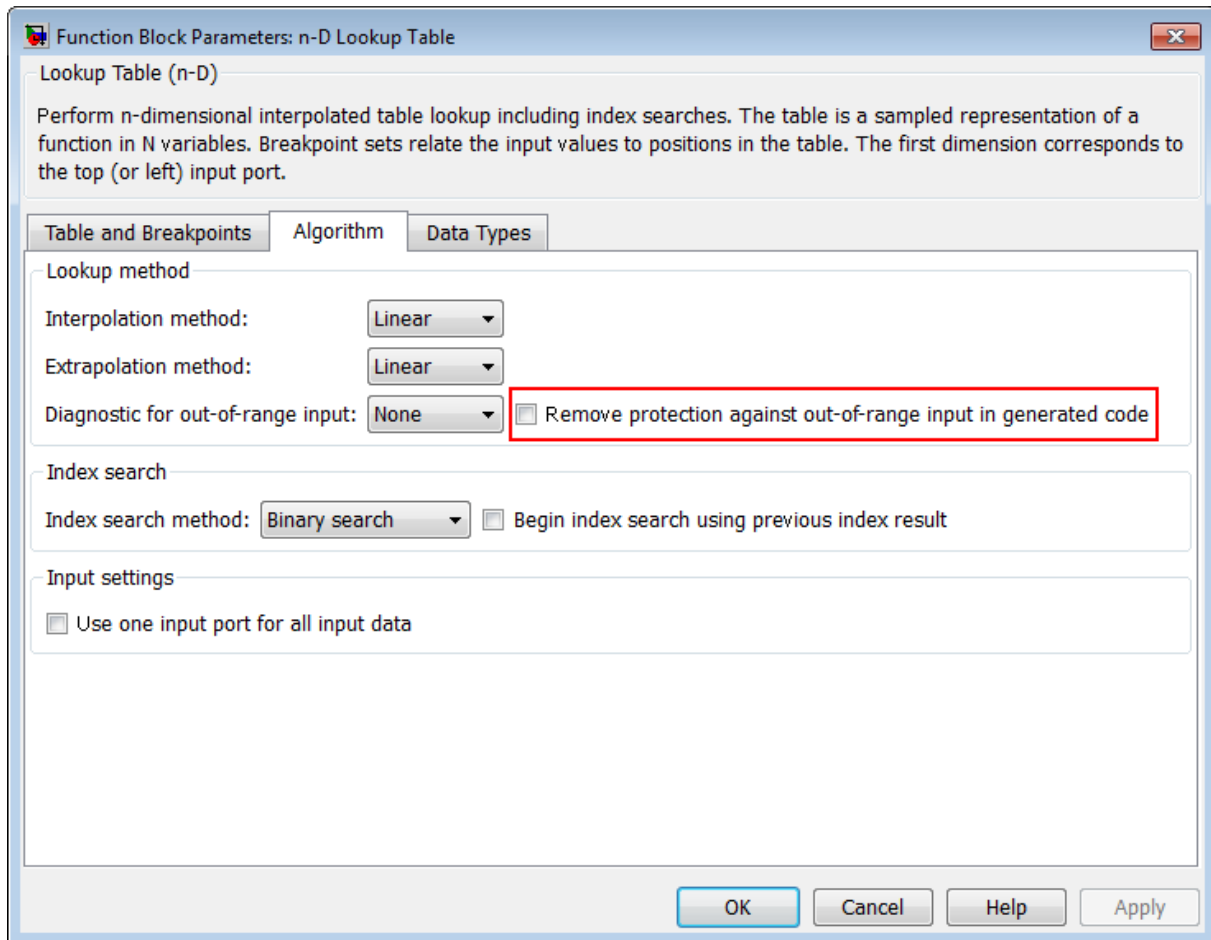 Function Block Parameters: n-D Lookup Table
Lookup Table (n-D)
Perform n-dimensional interpolated table lookup including index searches. The table is a sampled representation of a
function in N variables. Breakpoint sets relate the input values to positions in the table. The first dimension corresponds to
the top (or left) input port.
Table and Breakpoints Algorithm Data Types
Lookup method
Interpolation method: Linear
Extrapolation method: Linear
Diagnostic for out-of-range input: None Remove protection against out-of-range input in generated code
Index search
Index search method: Binary search Begin index search using previous index result
Input settings
Use one input port for all input data
OK Cancel Help Apply